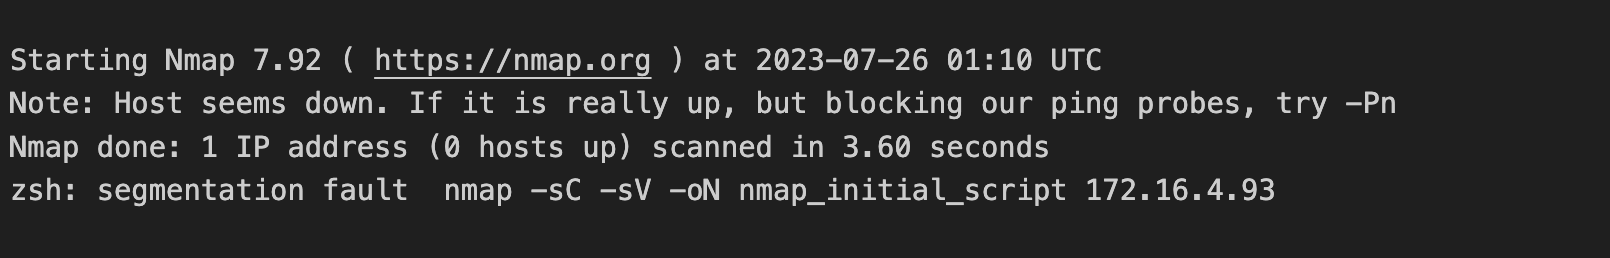 Starting Nmap 7.92 ( https://nmap.org ) at 2023-07-26 01:10 UTC
Note: Host seems down. If it is really up, but blocking our ping probes, try -Pn
Nmap done: 1 IP address (0 hosts up) scanned in 3.60 seconds
zsh: segmentation fault  nmap -sC -sV -oN nmap_initial_script 172.16.4.93